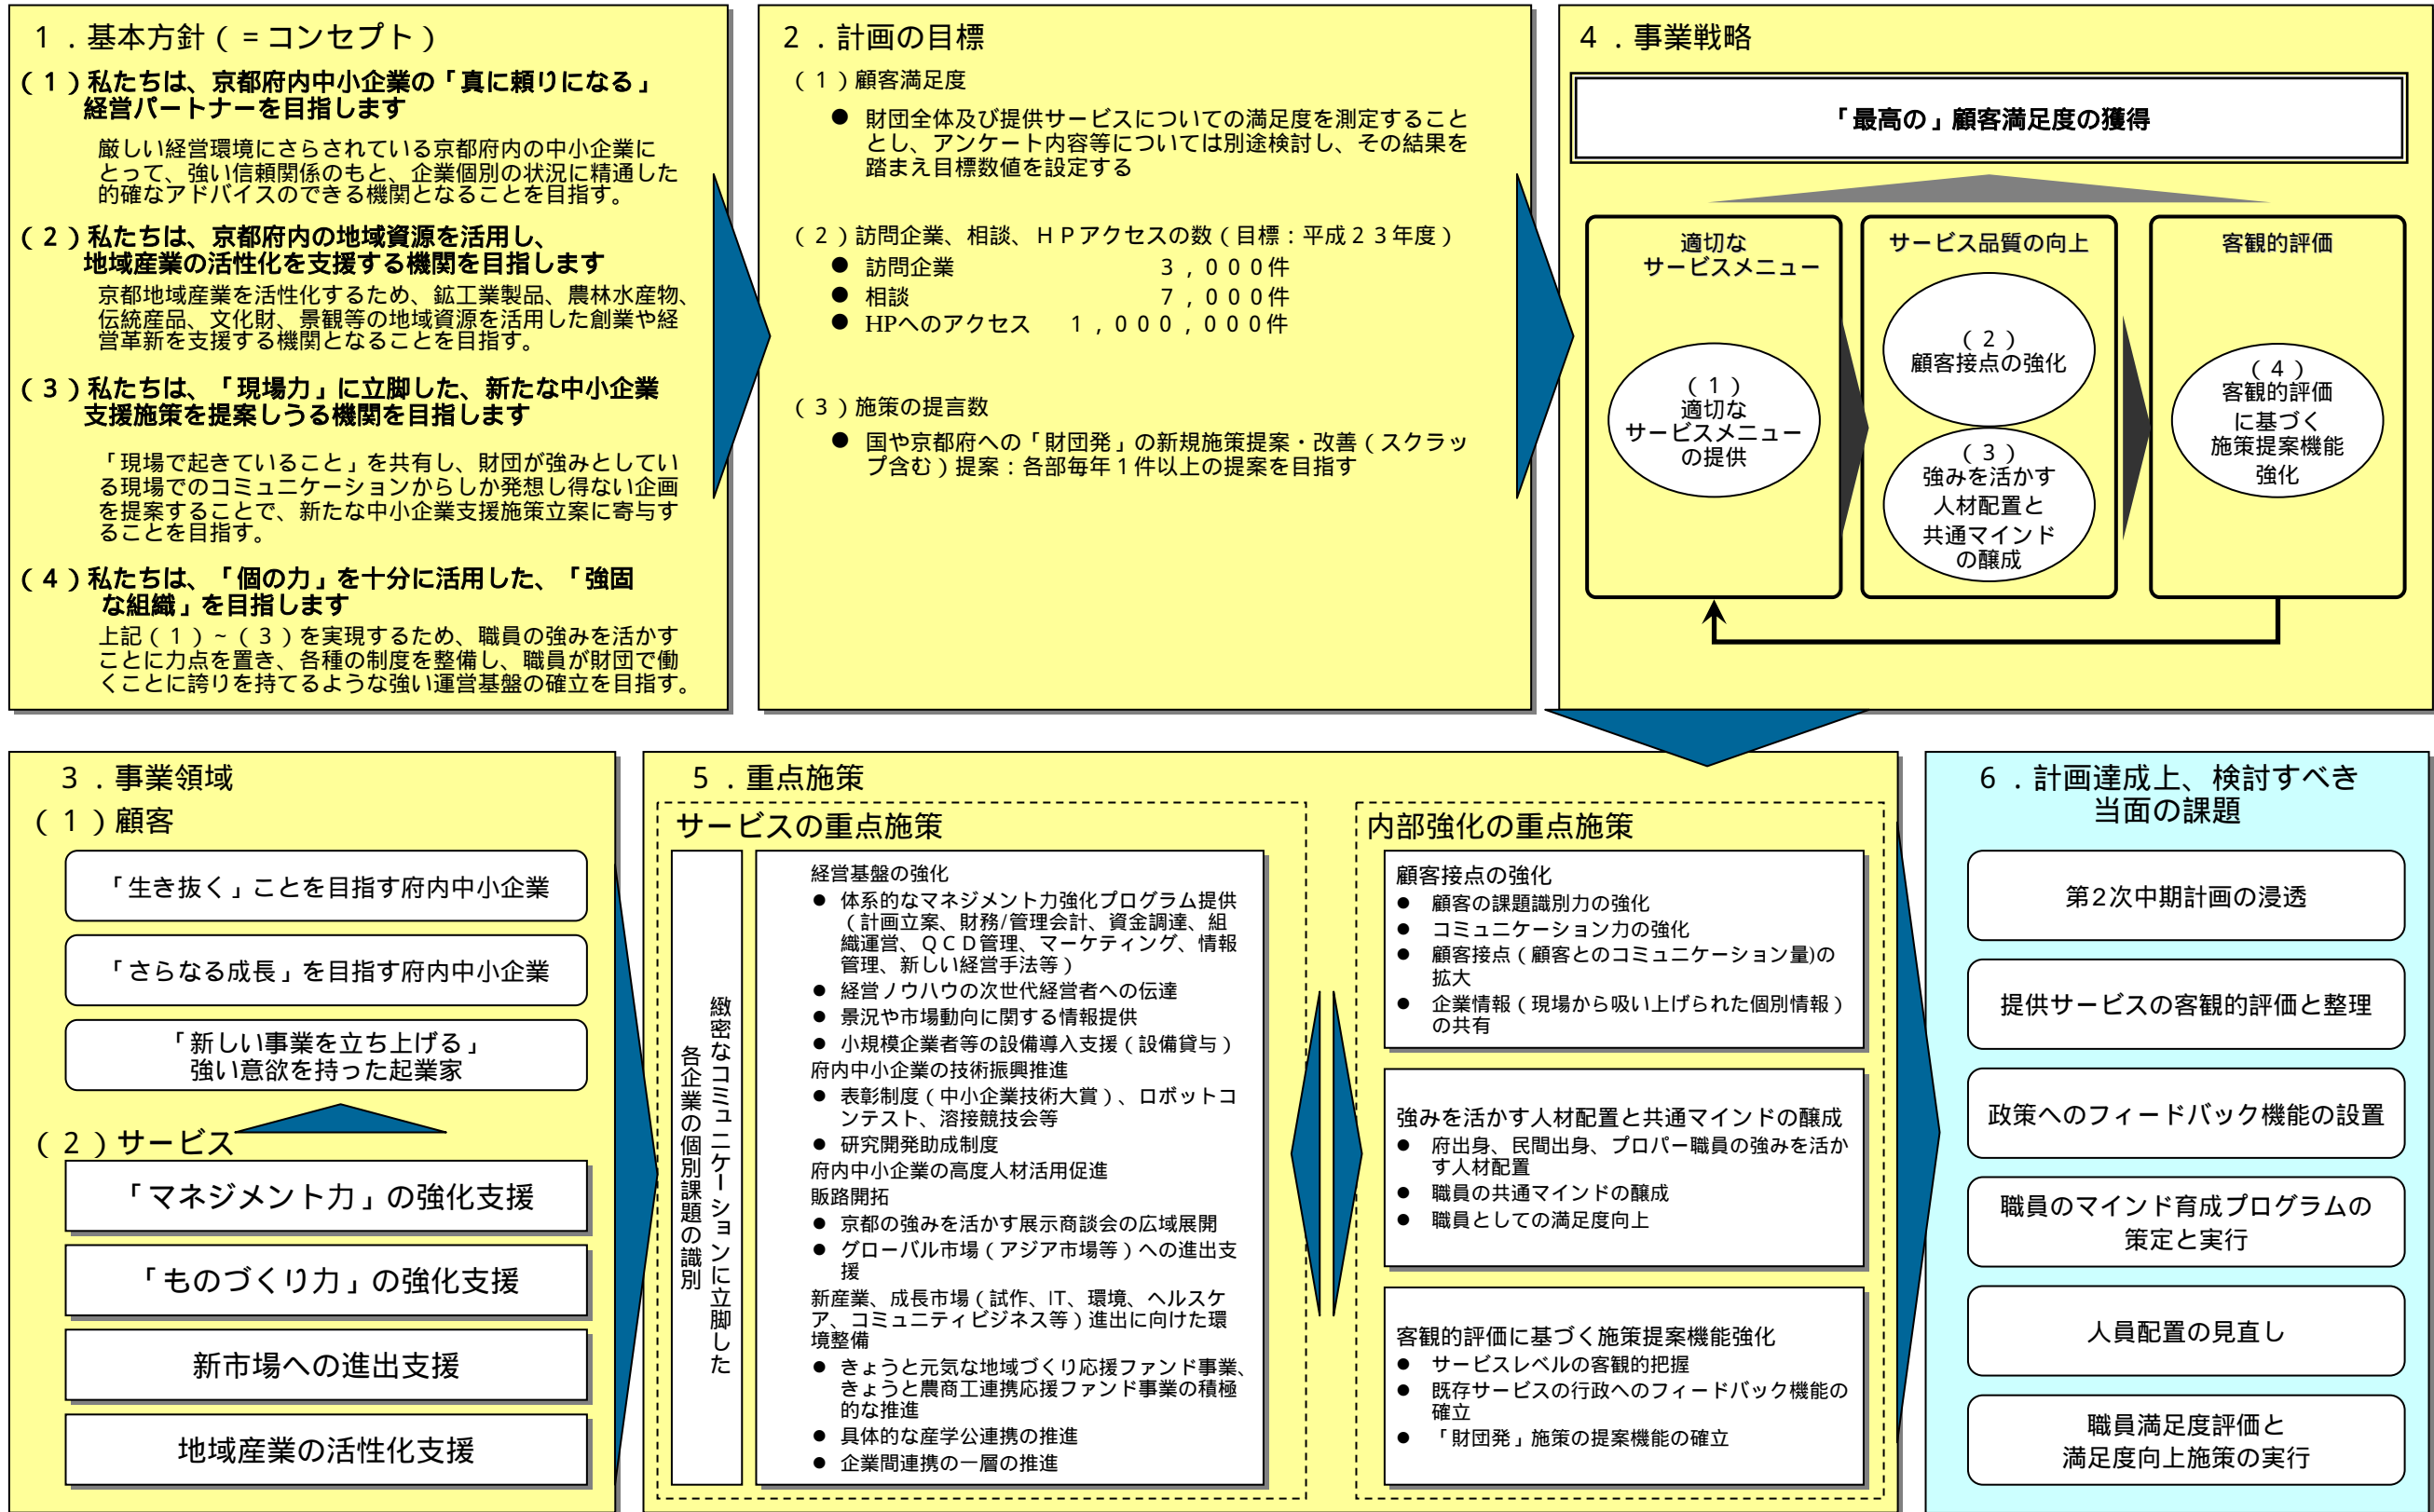 1．基本方針（=コンセプト）
（1）私たちは、京都府内中小企業の「真に頼りになる」
経営パートナーを目指します
厳しい経営環境にさらされている京都府内の中小企業に
とって、強い信頼関係のもと、企業個別の状況に精通した
的確なアドバイスのできる機関となることを目指す。
（2）私たちは、京都府内の地域資源を活用し、
地域産業の活性化を支援する機関を目指します
京都地域産業を活性化するため、鉱工業製品、農林水産物、
伝統産品、文化財、景観等の地域資源を活用した創業や経
営革新を支援する機関となることを目指す。
（3）私たちは、「現場力」に立脚した、新たな中小企業
支援施策を提案しうる機関を目指します
「現場で起きていること」を共有し、財団が強みとしてい
る現場でのコミュニケーションからしか発想し得ない企画
を提案することで、新たな中小企業支援施策立案に寄与す
ることを目指す。
（4）私たちは、「個の力」を十分に活用した、「強固
な組織」を目指します
上記（1）~（3）を実現するため、職員の強みを活かす
ことに力点を置き、各種の制度を整備し、職員が財団で働
くことに誇りを持てるような強い運営基盤の確立を目指す。
2．計画の目標
（1）顧客満足度
● 財団全体及び提供サービスについての満足度を測定すること
とし、アンケート内容等については別途検討し、その結果を
踏まえ目標数値を設定する
（2）訪問企業、相談、HPアクセスの数（目標：平成23年度）
● 訪問企業 3,000件
● 相談 7,000件
● HPへのアクセス 1,000,000件
（3）施策の提言数
● 国や京都府への「財団発」の新規施策提案・改善（スクラッ
プ含む）提案：各部毎年1件以上の提案を目指す
4．事業戦略
「最高の」顧客満足度の獲得
適切な
サービスメニュー
（1）
適切な
サービスメニュー
の提供
サービス品質の向上
（2）
顧客接点の強化
（3）
強みを活かす
人材配置と
共通マインド
の醸成
客観的評価
（4）
客観的評価
に基づく
施策提案機能
強化
3．事業領域
（1）顧客
「生き抜く」ことを目指す府内中小企業
「さらなる成長」を目指す府内中小企業
「新しい事業を立ち上げる」
強い意欲を持った起業家
（2）サービス
「マネジメント力」の強化支援
「ものづくり力」の強化支援
新市場への進出支援
地域産業の活性化支援
5．重点施策
サービスの重点施策
緻密なコミュニケーションに立脚した
各企業の個別課題の識別
経営基盤の強化
● 体系的なマネジメント力強化プログラム提供
（計画立案、財務/管理会計、資金調達、組
織運営、QCD管理、マーケティング、情報
管理、新しい経営手法等）
● 経営ノウハウの次世代経営者への伝達
● 景況や市場動向に関する情報提供
● 小規模企業者等の設備導入支援（設備貸与）
府内中小企業の技術振興推進
● 表彰制度（中小企業技術大賞）、ロボットコ
ンテスト、溶接競技会等
● 研究開発助成制度
府内中小企業の高度人材活用促進
販路開拓
● 京都の強みを活かす展示商談会の広域展開
● グローバル市場（アジア市場等）への進出支
援
新産業、成長市場（試作、IT、環境、ヘルスケ
ア、コミュニティビジネス等）進出に向けた環
境整備
● きょうと元気な地域づくり応援ファンド事業、
きょうと農商工連携応援ファンド事業の積極
的な推進
● 具体的な産学公連携の推進
● 企業間連携の一層の推進
内部強化の重点施策
顧客接点の強化
● 顧客の課題識別力の強化
● コミュニケーション力の強化
● 顧客接点（顧客とのコミュニケーション量)の
拡大
● 企業情報（現場から吸い上げられた個別情報）
の共有
強みを活かす人材配置と共通マインドの醸成
● 府出身、民間出身、プロパー職員の強みを活か
す人材配置
● 職員の共通マインドの醸成
● 職員としての満足度向上
客観的評価に基づく施策提案機能強化
● サービスレベルの客観的把握
● 既存サービスの行政へのフィードバック機能の
確立
● 「財団発」施策の提案機能の確立
6．計画達成上、検討すべき
当面の課題
第2次中期計画の浸透
提供サービスの客観的評価と整理
政策へのフィードバック機能の設置
職員のマインド育成プログラムの
策定と実行
人員配置の見直し
職員満足度評価と
満足度向上施策の実行